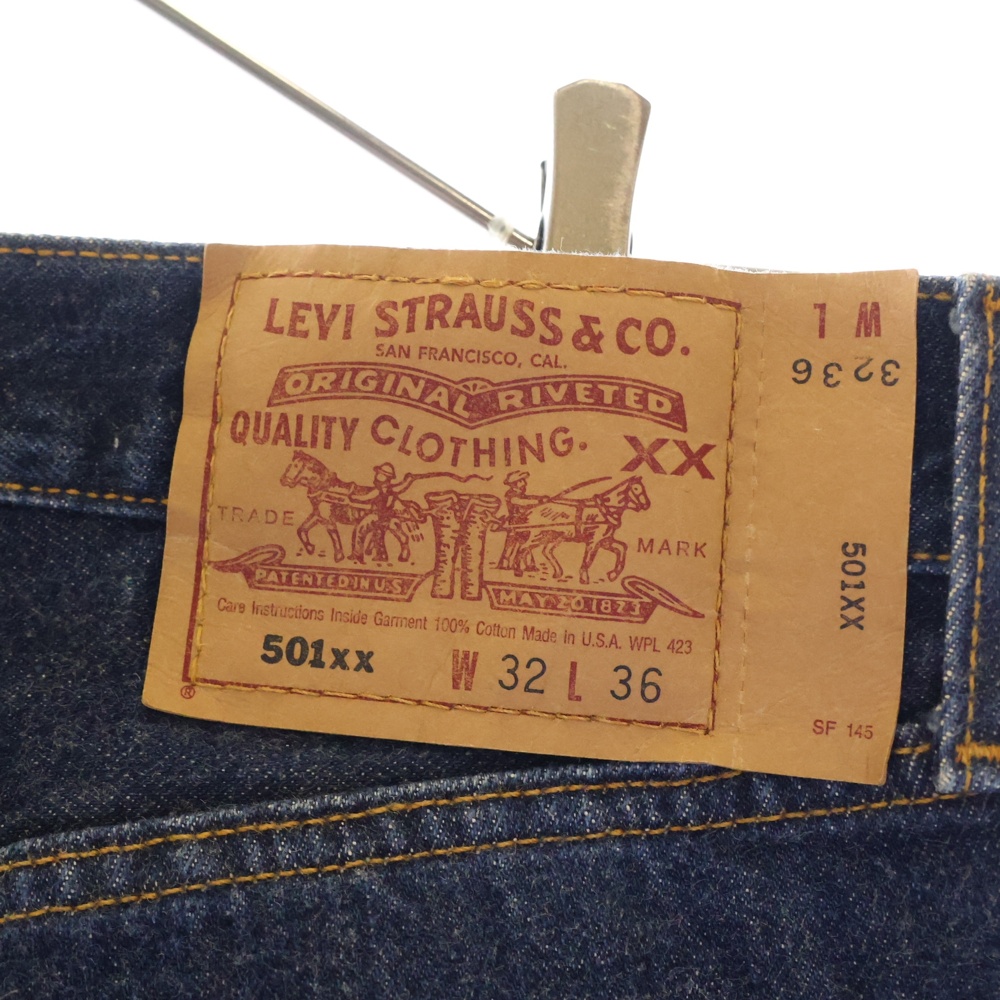 LEVI STRAUSS & CO.
SAN FRANCISCO, CAL.
ORIGINAL RIVETED
QUALITY CLOTHING.
XX
TRADE MARK
PATENTED IN U.S.
MAY 20 1873
Care Instructions Inside Garment 100% Cotton Made in U.S.A. WPL 423
501XX
W 32 L 36
®
L W
3236
501XX
SF 145